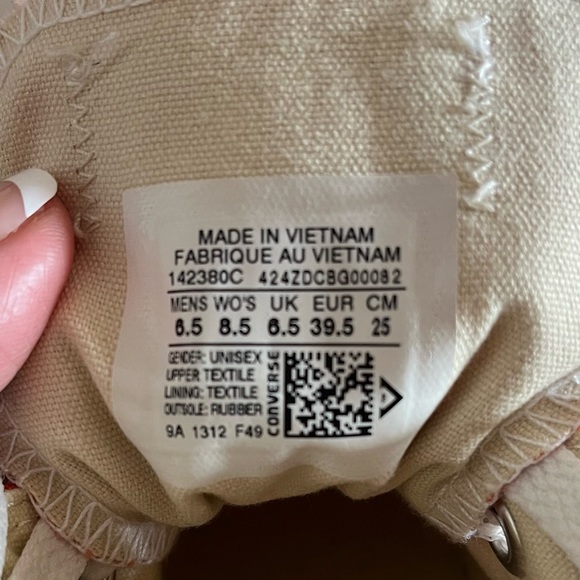 MADE IN VIETNAM
FABRIQUE AU VIETNAM
142380C 424ZDCBG00082
MENS WO'S UK EUR CM
6.5 8.5 6.5 39.5 25
GENDER: UNISEX
UPPER: TEXTILE
LINING: TEXTILE
OUTSOLE: RUBBER
9A 1312 F49
CONVERSE